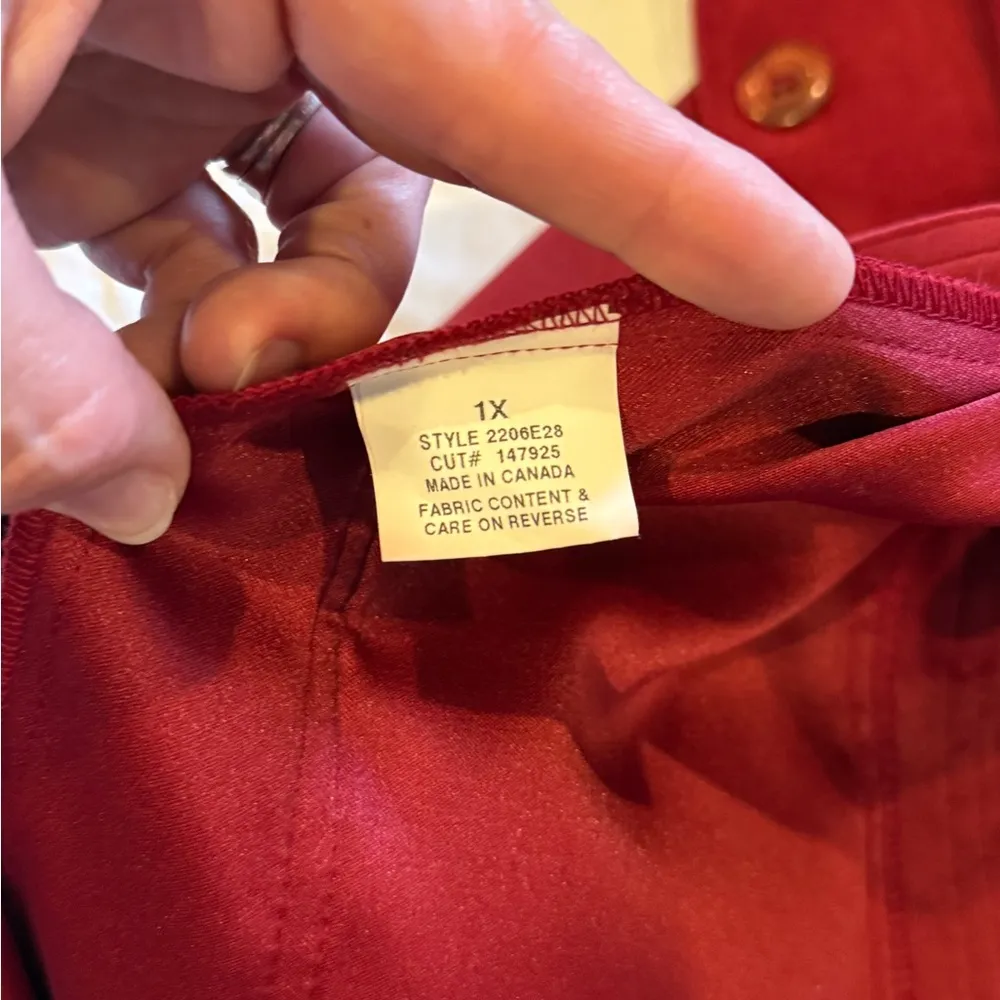 1X
STYLE 2206E28
CUT# 147925
MADE IN CANADA
FABRIC CONTENT &
CARE ON REVERSE